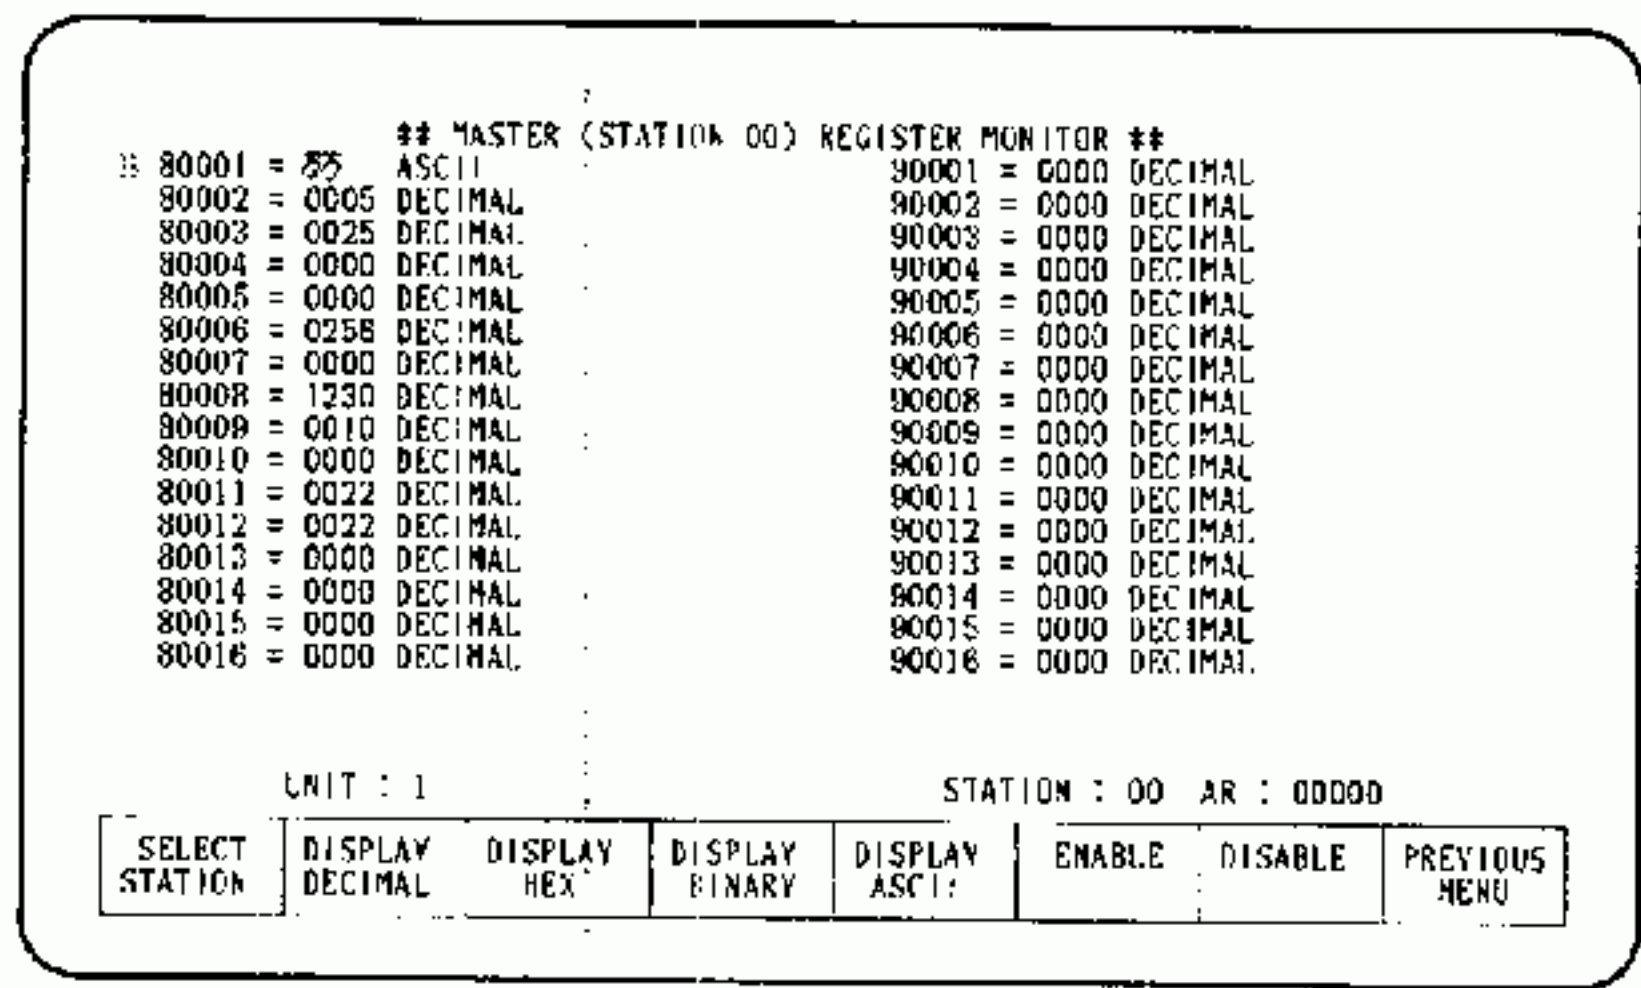 ** MASTER (STATION 00) REGISTER MONITOR **
80001 = ASCII 90001 = 0000 DECIMAL
80002 = 0005 DECIMAL 90002 = 0000 DECIMAL
80003 = 0025 DECIMAL 90003 = 0000 DECIMAL
80004 = 0000 DECIMAL 90004 = 0000 DECIMAL
80005 = 0000 DECIMAL 90005 = 0000 DECIMAL
80006 = DECIMAL 90006 = 0000 DECIMAL
80007 = 0000 DECIMAL 90007 = 0000 DECIMAL
80008 = 1230 DECIMAL 90008 = 0000 DECIMAL
80009 = 0010 DECIMAL 90009 = 0000 DECIMAL
80010 = 0000 DECIMAL 90010 = 0000 DECIMAL
80011 = 0022 DECIMAL 90011 = 0000 DECIMAL
80012 = 0022 DECIMAL 90012 = 0000 DECIMAL
80013 = 0000 DECIMAL 90013 = 0000 DECIMAL
80014 = 0000 DECIMAL 90014 = 0000 DECIMAL
80015 = 0000 DECIMAL 90015 = 0000 DECIMAL
80016 = 0000 DECIMAL 90016 = 0000 DECIMAL
UNIT : 1 STATION : 00 AR : 00000
SELECT DISPLAY DISPLAY DISPLAY DISPLAY ENABLE DISABLE PREVIOUS
STATION DECIMAL HEX BINARY ASCII MENU